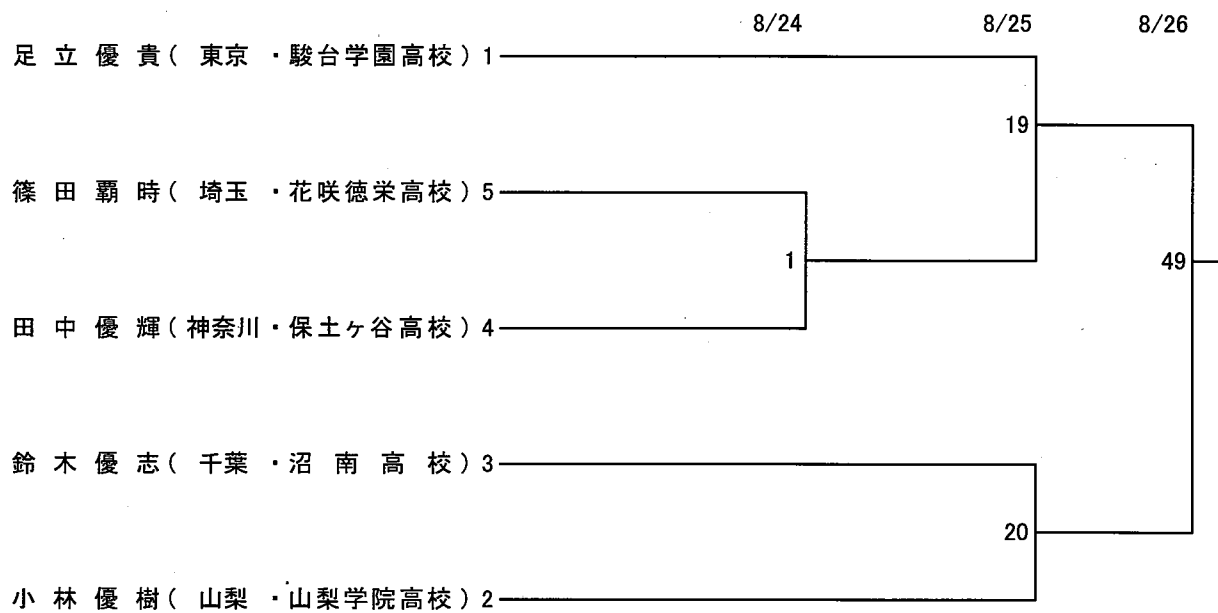 8/24 8/25 8/26
足立優貴( 東京 ・駿台学園高校) 1
19
篠田覇時( 埼玉 ・花咲徳栄高校) 5
1 49
田中優輝(神奈川・保土ヶ谷高校) 4
鈴木優志( 千葉 ・沼南高校) 3
20
小林優樹( 山梨 ・山梨学院高校) 2